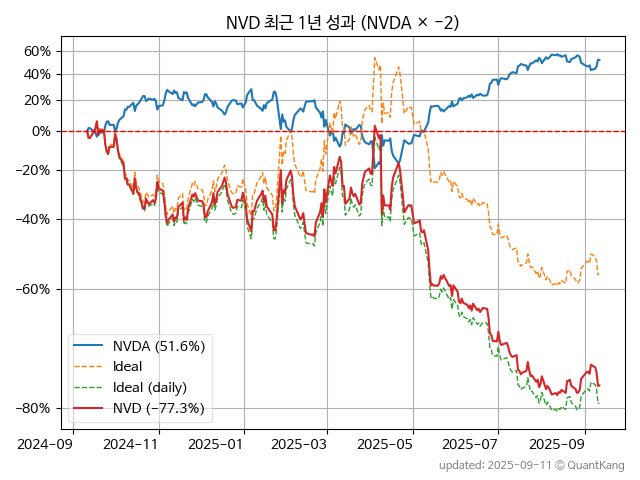 NVD 최근 1년 성과 (NVDA × −2)
60%
40%
20%
0%
−20%
−40%
−60%
−80%
NVDA (51.6%)
Ideal
Ideal (daily)
NVD (−77.3%)
2024−09
2024−11
2025−01
2025−03
2025−05
2025−07
2025−09
updated: 2025−09−11 ⓒ QuantKang